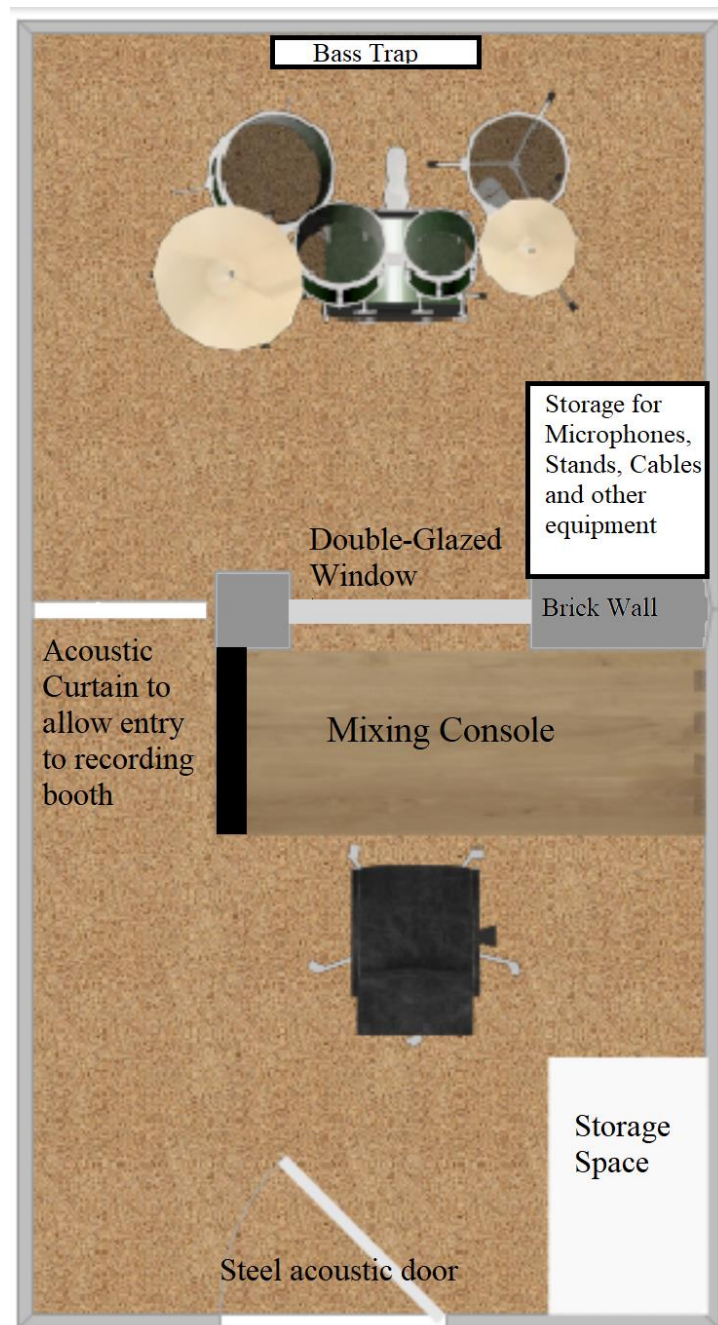 Bass Trap
Storage for
Microphones,
Stands, Cables
and other
equipment
Double-Glazed
Window
Brick Wall
Acoustic
Curtain to
allow entry
to recording
booth
Mixing Console
Storage
Space
Steel acoustic door